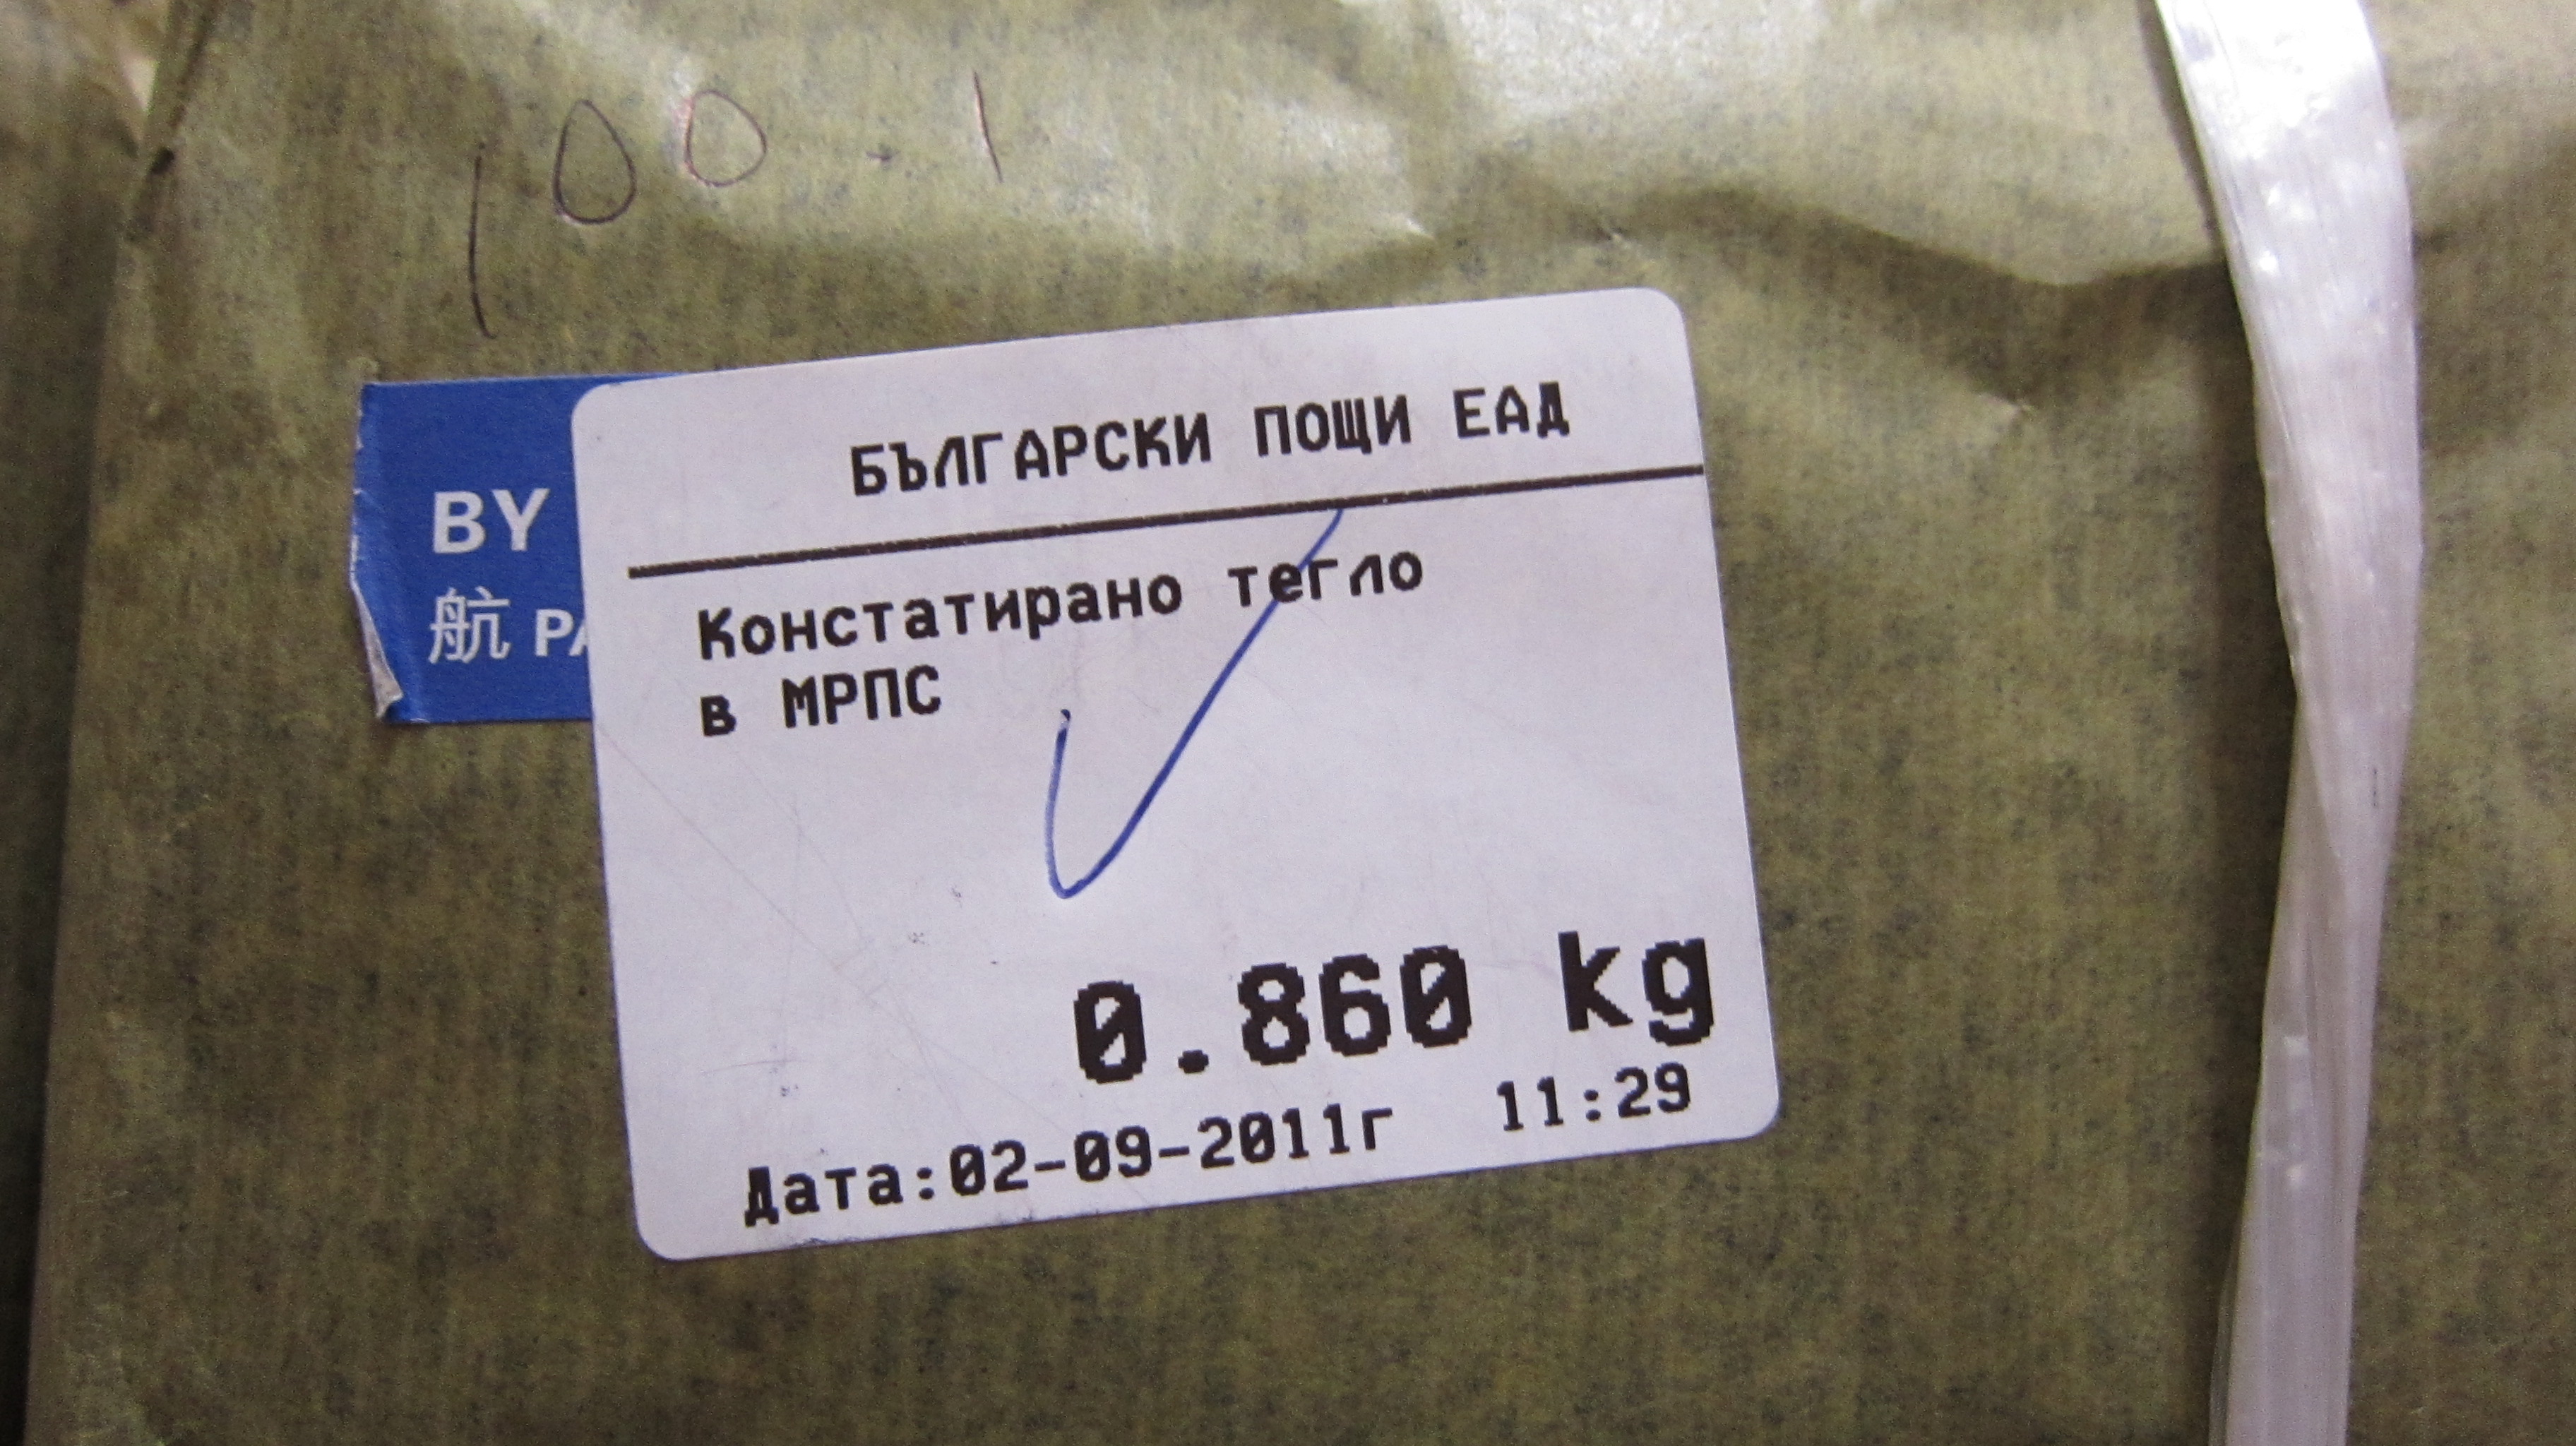 100-1
BY
航 PA
БЪЛГАРСКИ ПОЩИ ЕАД
Констатирано тегло
в МРПС
0.860 kg
Дата:02-09-2011г 11:29